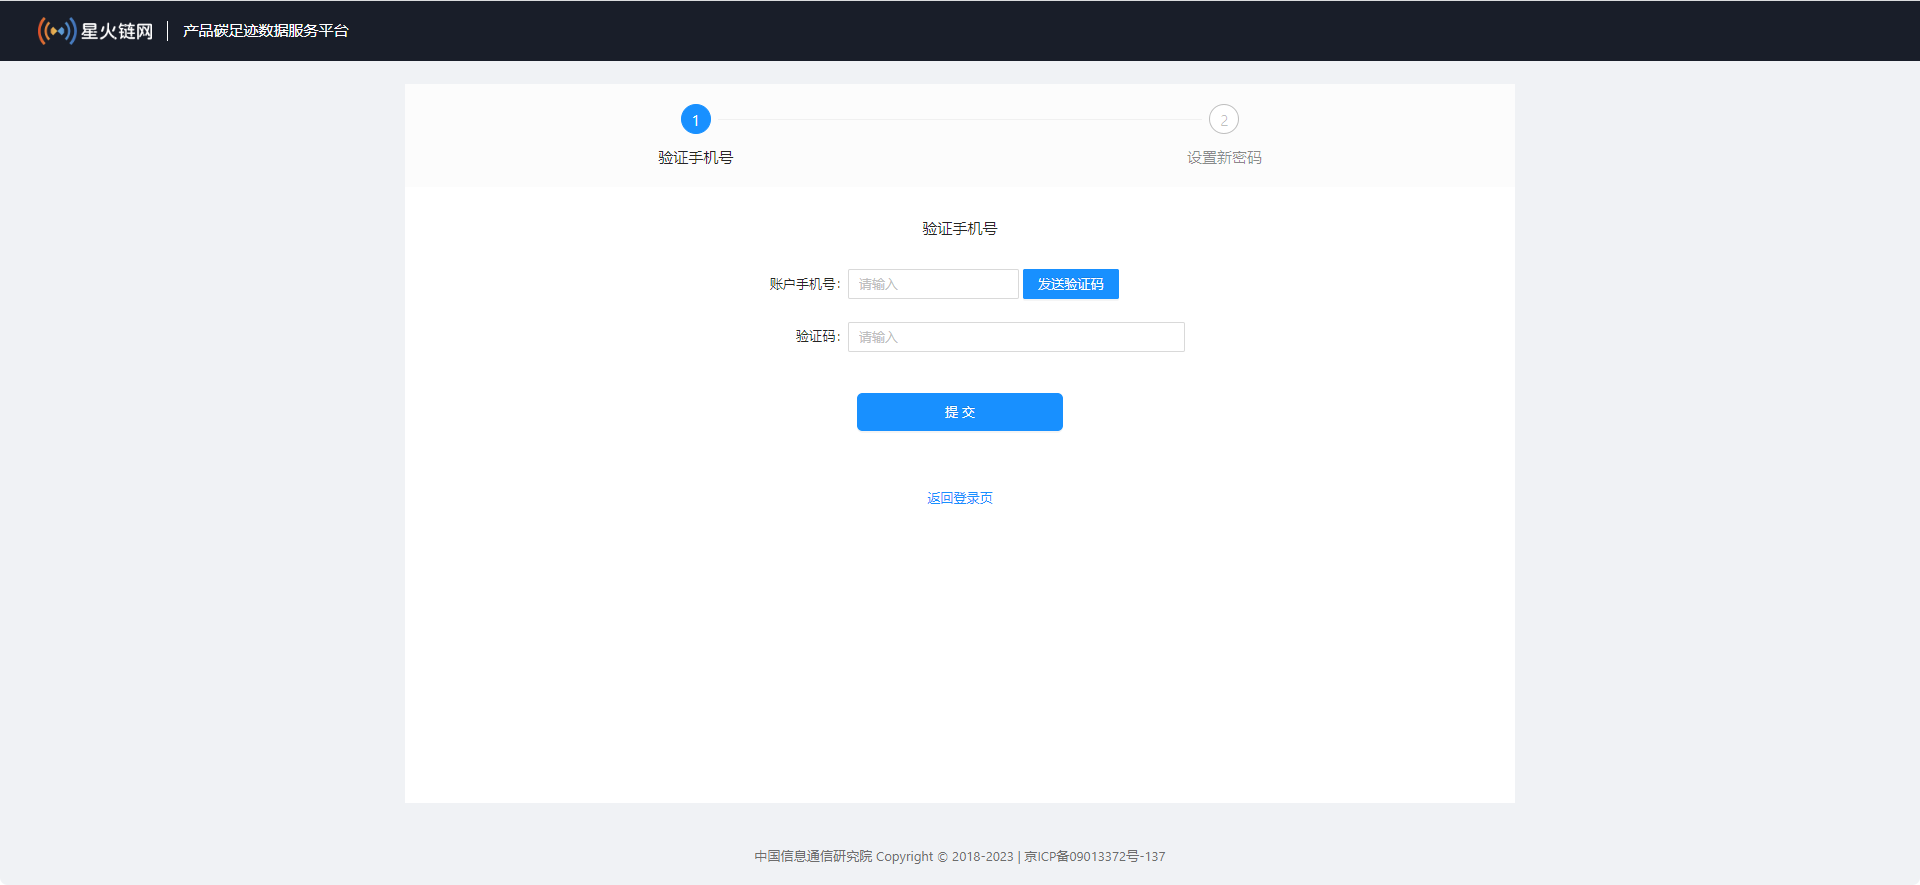 星火链网 产品碳足迹数据服务平台
1
2
验证手机号
设置新密码
验证手机号
账户手机号: 请输入 发送验证码
验证码: 请输入
提 交
返回登录页
中国信息通信研究院 Copyright © 2018-2023 | 京ICP备09013372号-137